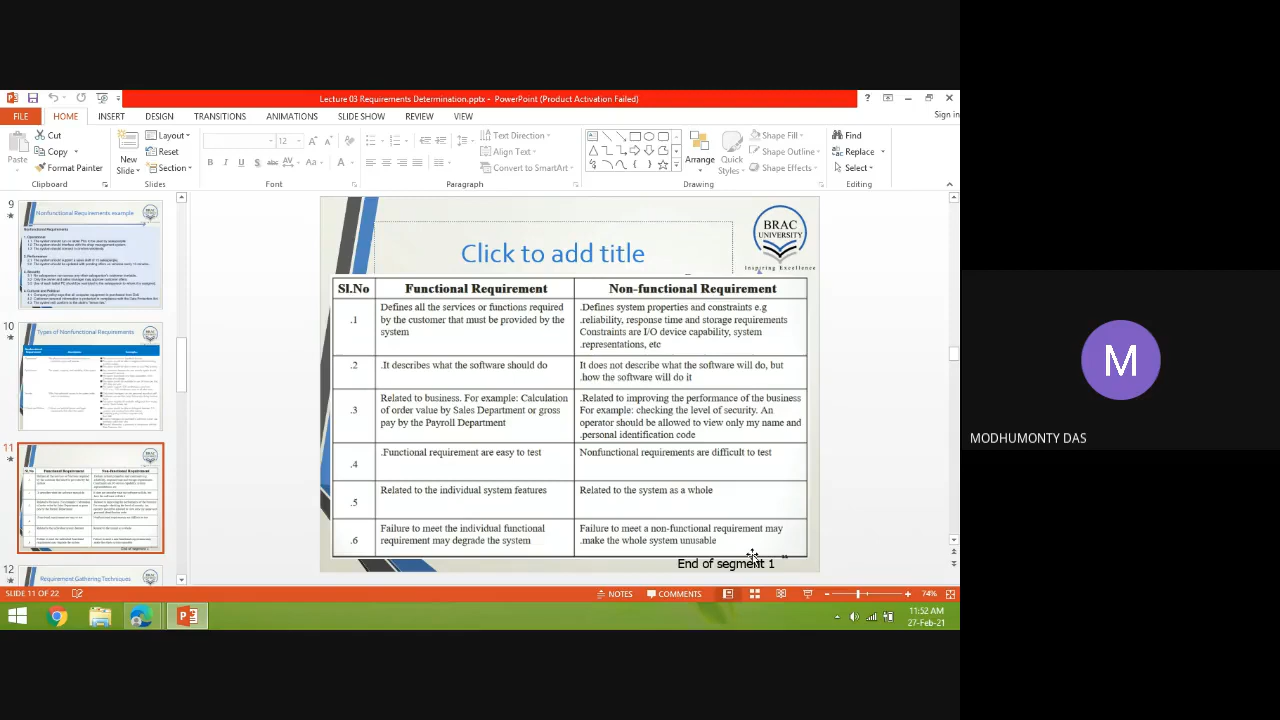 Lecture 03 Requirements Determination.pptx - PowerPoint (Product Activation Failed)
Sign in
FILE HOME INSERT DESIGN TRANSITIONS ANIMATIONS SLIDE SHOW REVIEW VIEW
Paste
Cut
Copy
Format Painter
Clipboard
New
Slide
Layout
Reset
Section
Slides
12
Font
Text Direction
Align Text
Convert to SmartArt
Paragraph
Arrange
Quick
Styles
Shape Fill
Shape Outline
Shape Effects
Drawing
Find
Replace
Select
Editing
9
Nonfunctional Requirements example
10
Types of Nonfunctional Requirements
11
12
Requirement Gathering Techniques
Click to add title
BRAC
UNIVERSITY
Inspiring Excellence
Sl.No Functional Requirement Non-functional Requirement
.1
Defines all the services or functions required
by the customer that must be provided by the
system
.Defines system properties and constraints e.g
.reliability, response time and storage requirements
Constraints are I/O device capability, system
.representations, etc
.2
.It describes what the software should do
It does not describe what the software will do, but
.how the software will do it
.3
Related to business. For example: Calculation
of order value by Sales Department or gross
pay by the Payroll Department
.Related to improving the performance of the business
For example: checking the level of security. An
operator should be allowed to view only my name and
.personal identification code
.4
.Functional requirement are easy to test
Nonfunctional requirements are difficult to test
.5
Related to the individual system features
Related to the system as a whole
.6
Failure to meet the individual functional
requirement may degrade the system
Failure to meet a non-functional requirement may
.make the whole system unusable
End of segment 1
SLIDE 11 OF 22
NOTES
COMMENTS
74%
11:52 AM
27-Feb-21
M
MODHUMONTY DAS